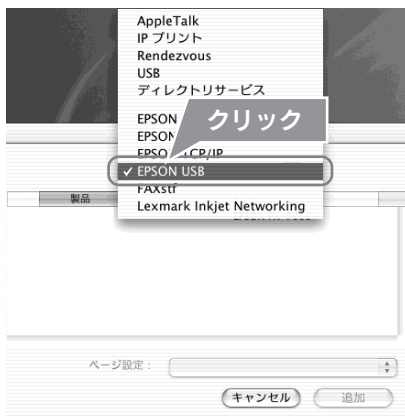 AppleTalk
IP プリント
Rendezvous
USB
ディレクトリサービス
EPSON
EPSON
クリック
TCP/IP
✓ EPSON USB
FAXstf
Lexmark Inkjet Networking
製品
ページ設定：
キャンセル
追加